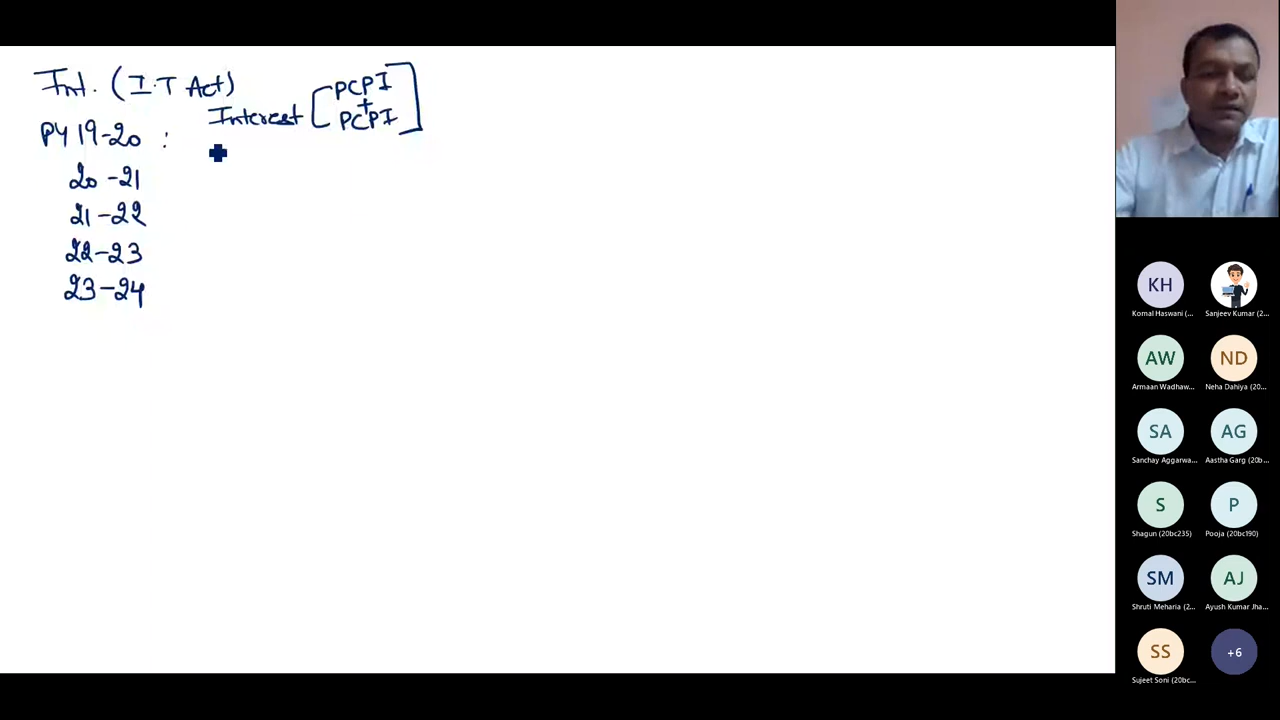 Int. (I.T Act)
Interest [PCPI
+
PCPI]
PY 19-20 :
20-21
21-22
22-23
23-24
KH
Komal Haswani (...
Sanjeev Kumar (2...
AW
Armaan Wadhaw...
ND
Neha Dahiya (20...
SA
Sanchay Aggarwa...
AG
Aastha Garg (20b...
S
Shagun (20bc235)
P
Pooja (20bc190)
SM
Shruti Meharia (2...
AJ
Ayush Kumar Jha...
SS
Sujeet Soni (20bc...
+6